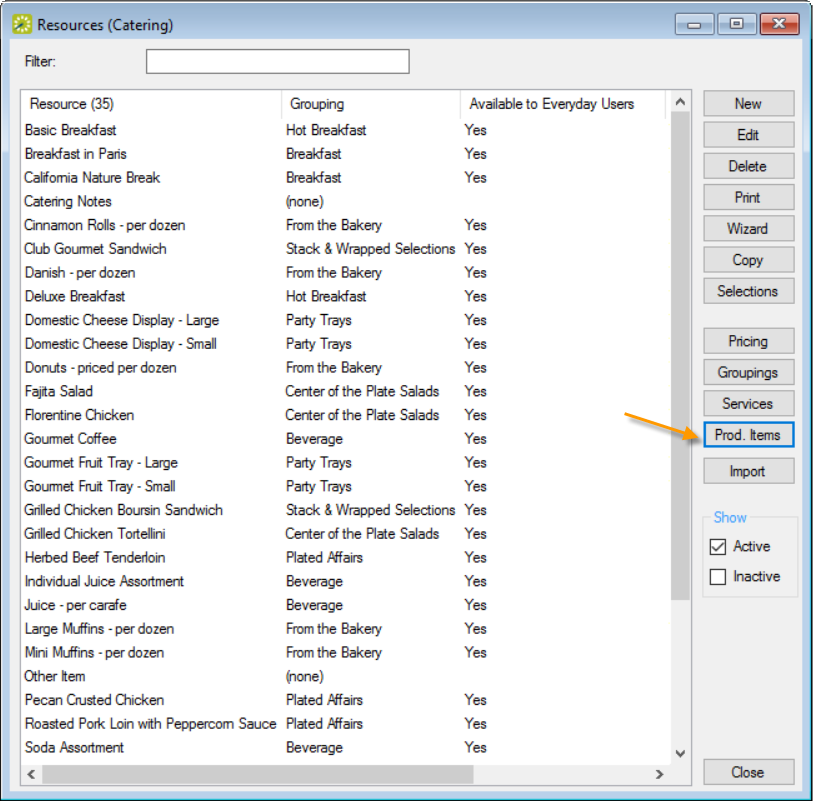 Resources (Catering)
Filter:
Resource (35) Grouping Available to Everyday Users
Basic Breakfast Hot Breakfast Yes
Breakfast in Paris Breakfast Yes
California Nature Break Breakfast Yes
Catering Notes (none)
Cinnamon Rolls - per dozen From the Bakery Yes
Club Gourmet Sandwich Stack & Wrapped Selections Yes
Danish - per dozen From the Bakery Yes
Deluxe Breakfast Hot Breakfast Yes
Domestic Cheese Display - Large Party Trays Yes
Domestic Cheese Display - Small Party Trays Yes
Donuts - priced per dozen From the Bakery Yes
Fajita Salad Center of the Plate Salads Yes
Florentine Chicken Center of the Plate Salads Yes
Gourmet Coffee Beverage Yes
Gourmet Fruit Tray - Large Party Trays Yes
Gourmet Fruit Tray - Small Party Trays Yes
Grilled Chicken Boursin Sandwich Stack & Wrapped Selections Yes
Grilled Chicken Tortellini Center of the Plate Salads Yes
Herbed Beef Tenderloin Plated Affairs Yes
Individual Juice Assortment Beverage Yes
Juice - per carafe Beverage Yes
Large Muffins - per dozen From the Bakery Yes
Mini Muffins - per dozen From the Bakery Yes
Other Item (none)
Pecan Crusted Chicken Plated Affairs Yes
Roasted Pork Loin with Peppercorn Sauce Plated Affairs Yes
Soda Assortment Beverage Yes
New
Edit
Delete
Print
Wizard
Copy
Selections
Pricing
Groupings
Services
Prod. Items
Import
Show
Active
Inactive
Close